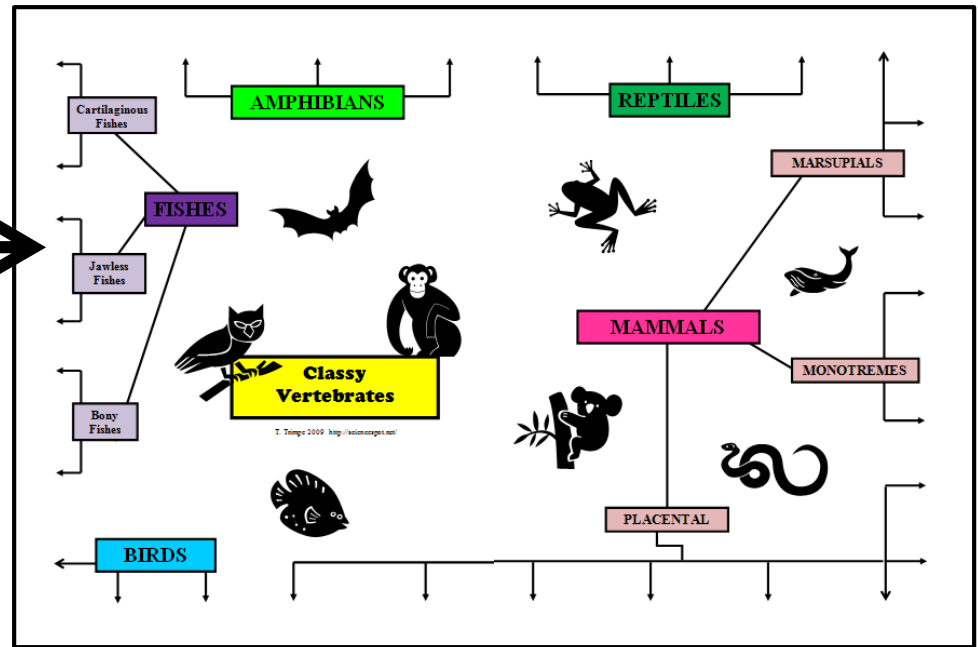 AMPHIBIANS
REPTILES
Cartilaginous
Fishes
MARSUPIALS
FISHES
Jawless
Fishes
MAMMALS
MONOTREMES
Classy
Vertebrates
T. Trimpe 2009 http://sciencespot.net/
Bony
Fishes
PLACENTAL
BIRDS